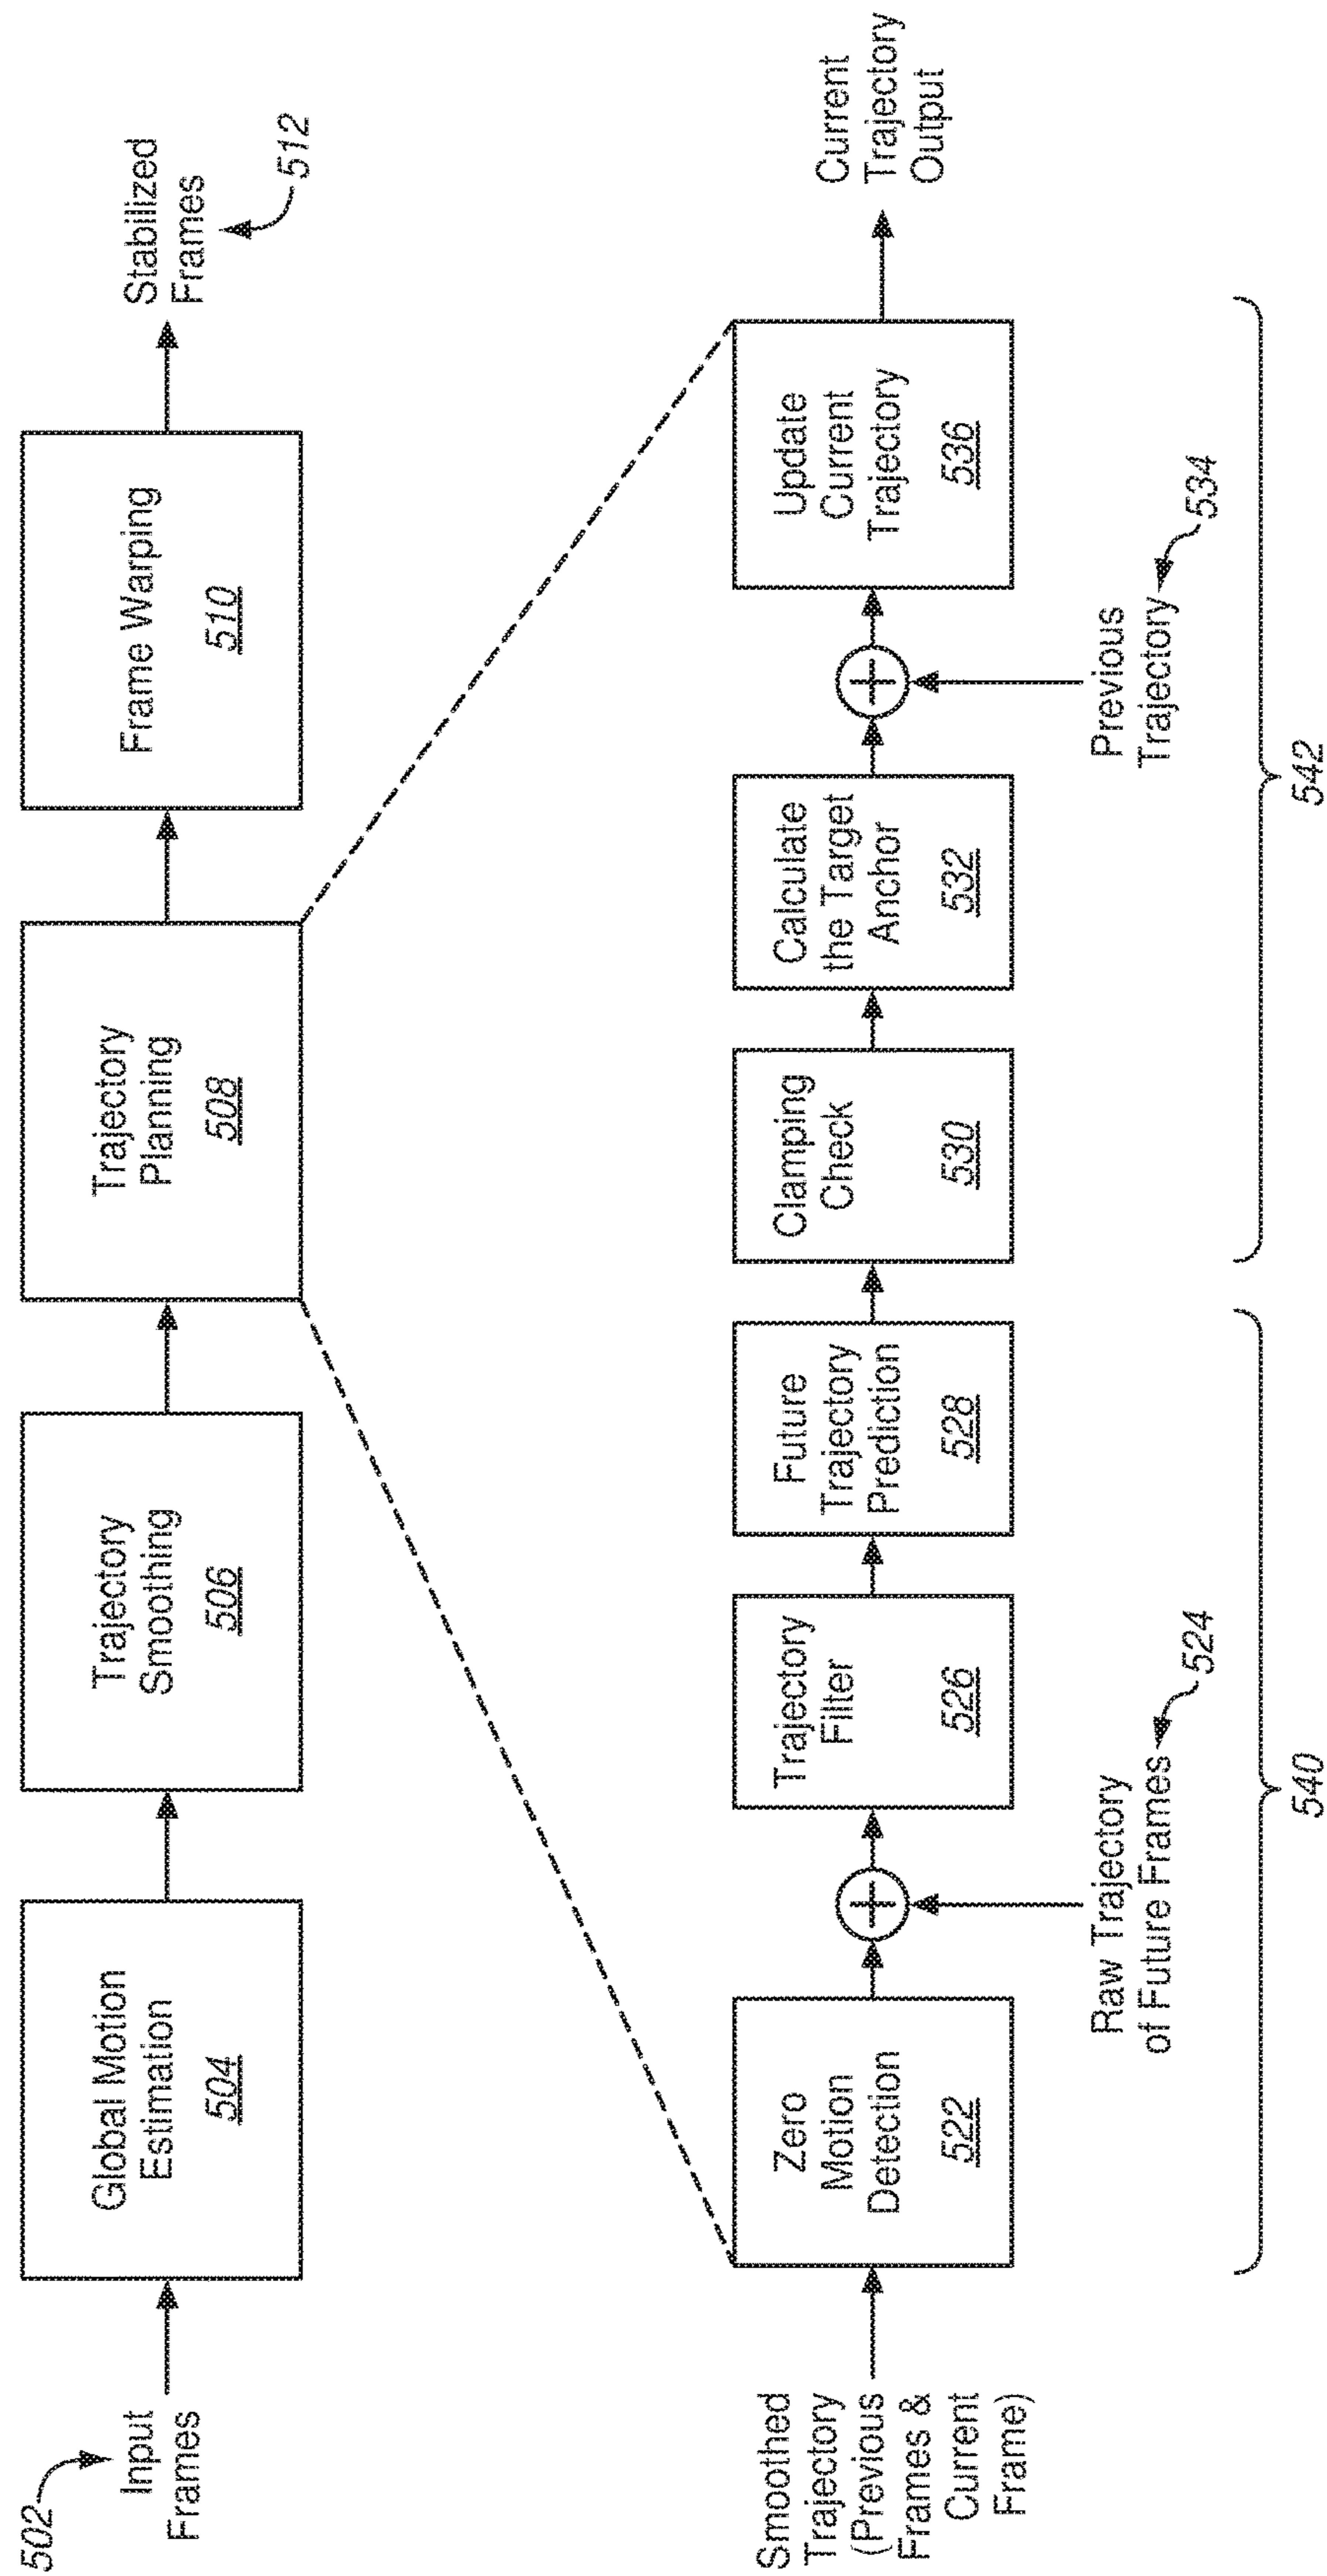 502
Input
Frames
Global Motion
Estimation
504
Trajectory
Smoothing
506
Trajectory
Planning
508
Frame Warping
510
Stabilized
Frames
512
Smoothed
Trajectory
(Previous
Frames &
Current
Frame)
Zero
Motion
Detection
522
+
Raw Trajectory
of Future Frames
524
Trajectory
Filter
526
Future
Trajectory
Prediction
528
540
Clamping
Check
530
Calculate
the Target
Anchor
532
+
Previous
Trajectory
534
Update
Current
Trajectory
536
542
Current
Trajectory
Output